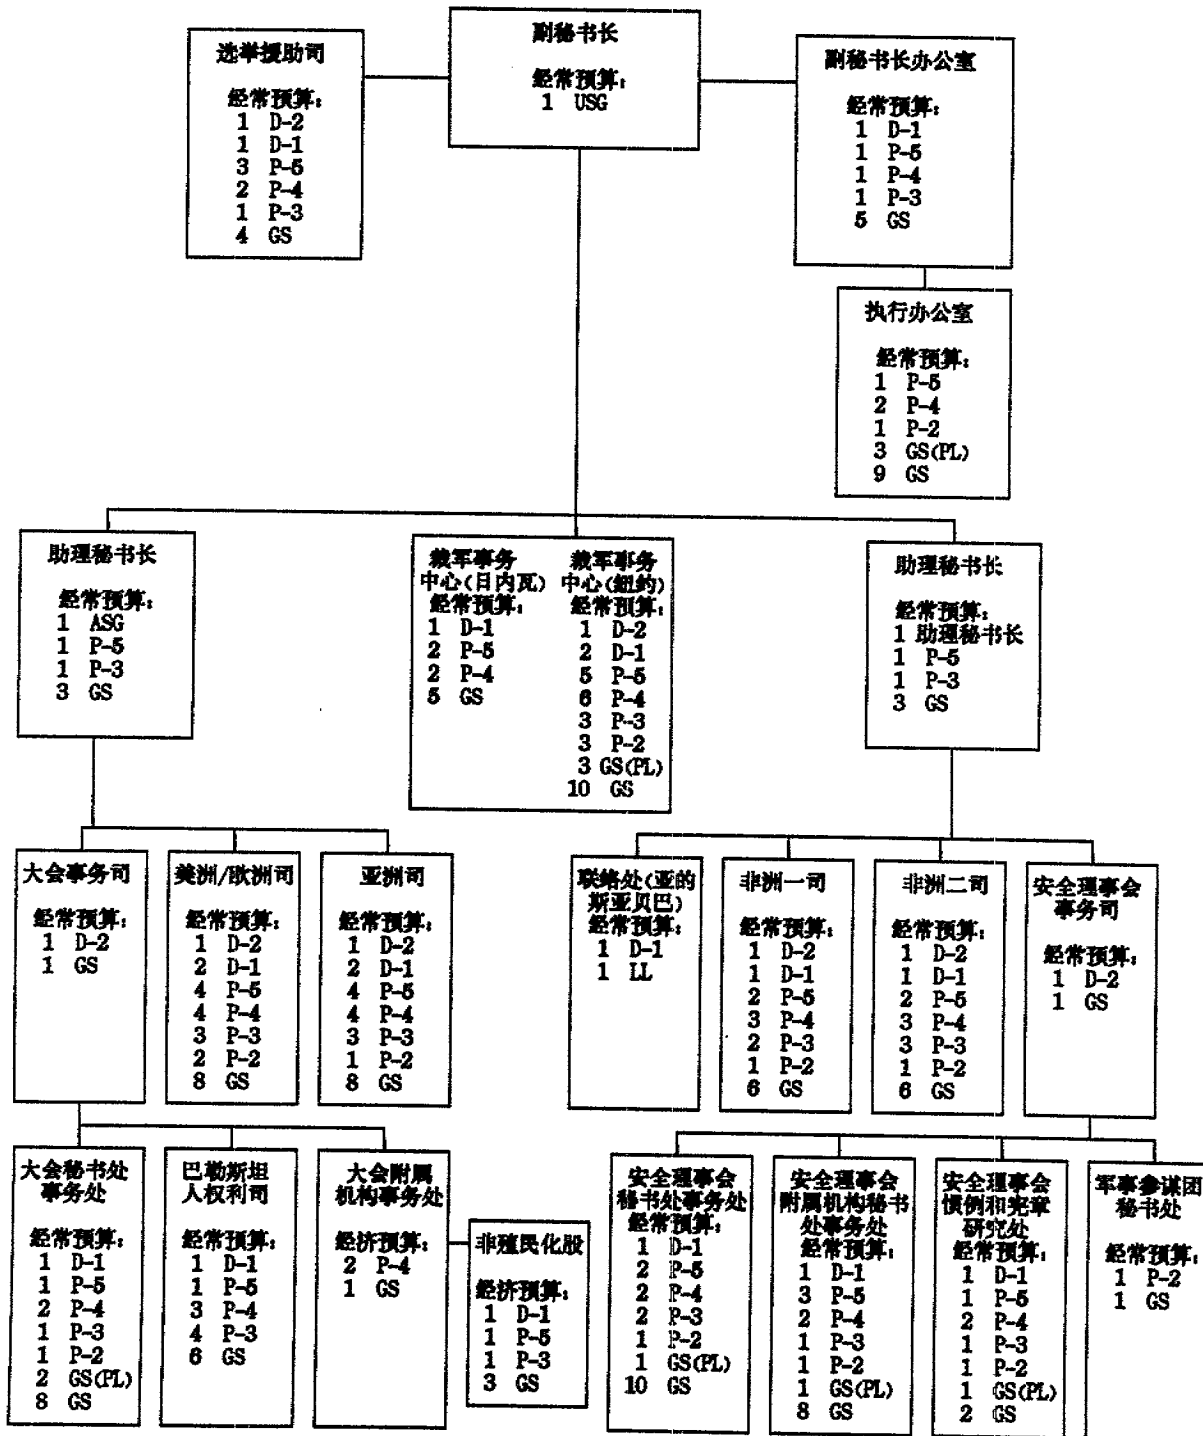 选举援助司
经常预算:
1 D-2
1 D-1
3 P-5
2 P-4
1 P-3
4 GS
副秘书长
经常预算:
1 USG
副秘书长办公室
经常预算:
1 D-1
1 P-5
1 P-4
1 P-3
5 GS
执行办公室
经常预算:
1 P-5
2 P-4
1 P-2
3 GS(PL)
9 GS
助理秘书长
经常预算:
1 ASG
1 P-5
1 P-3
3 GS
裁军事务
中心(日内瓦)
经常预算:
1 D-1
2 P-5
2 P-4
5 GS
裁军事务
中心(纽约)
经常预算:
1 D-2
2 D-1
5 P-5
6 P-4
3 P-3
3 P-2
3 GS(PL)
10 GS
助理秘书长
经常预算:
1 助理秘书长
1 P-5
1 P-3
3 GS
大会事务司
经常预算:
1 D-2
1 GS
美洲/欧洲司
经常预算:
1 D-2
2 D-1
4 P-5
4 P-4
3 P-3
2 P-2
8 GS
亚洲司
经常预算:
1 D-2
2 D-1
4 P-5
4 P-4
3 P-3
1 P-2
8 GS
联络处(亚的
斯亚贝巴)
经常预算:
1 D-1
1 LL
非洲一司
经常预算:
1 D-2
1 D-1
2 P-5
3 P-4
2 P-3
1 P-2
6 GS
非洲二司
经常预算:
1 D-2
1 D-1
2 P-5
3 P-4
3 P-3
1 P-2
6 GS
安全理事会
事务司
经常预算:
1 D-2
1 GS
大会秘书处
事务处
经常预算:
1 D-1
1 P-5
2 P-4
1 P-3
1 P-2
2 GS(PL)
8 GS
巴勒斯坦
人权利司
经常预算:
1 D-1
1 P-5
3 P-4
4 P-3
6 GS
大会附属
机构事务处
经济预算:
2 P-4
1 GS
非殖民化股
经济预算:
1 D-1
1 P-5
1 P-3
3 GS
安全理事会
秘书处事务处
经常预算:
1 D-1
2 P-5
2 P-4
2 P-3
1 P-2
1 GS(PL)
10 GS
安全理事会
附属机构秘书
处事务处
经常预算:
1 D-1
3 P-5
2 P-4
1 P-3
1 P-2
1 GS(PL)
8 GS
安全理事会
惯例和宪章
研究处
经常预算:
1 D-1
1 P-5
2 P-4
1 P-3
1 P-2
1 GS(PL)
2 GS
军事参谋团
秘书处
经常预算:
1 P-2
1 GS